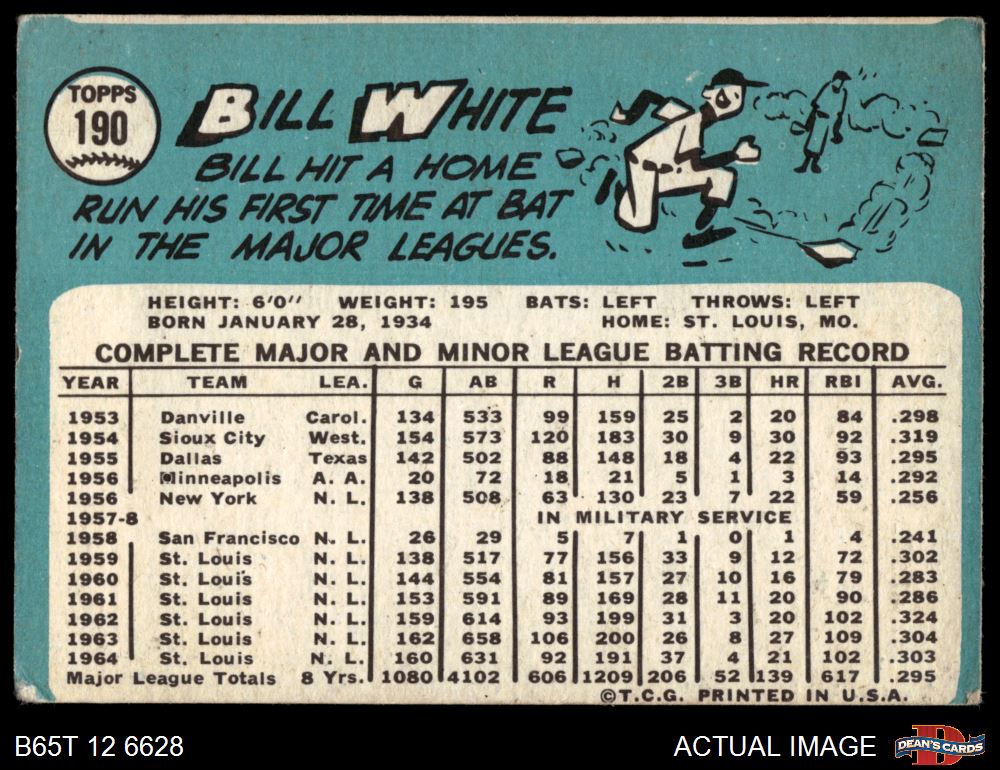 TOPPS
190
BILL WHITE
BILL HIT A HOME
RUN HIS FIRST TIME AT BAT
IN THE MAJOR LEAGUES.
HEIGHT: 6'0" WEIGHT: 195 BATS: LEFT THROWS: LEFT
BORN JANUARY 28, 1934 HOME: ST. LOUIS, MO.
COMPLETE MAJOR AND MINOR LEAGUE BATTING RECORD
YEAR TEAM LEA. G AB R H 2B 3B HR RBI AVG.
1953 Danville Carol. 134 533 99 159 25 2 20 84 .298
1954 Sioux City West. 154 573 120 183 30 9 30 92 .319
1955 Dallas Texas 142 502 88 148 18 4 22 93 .295
1956 Minneapolis A. A. 20 72 18 21 5 1 3 14 .292
1956 New York N. L. 138 508 63 130 23 7 22 59 .256
1957-8 IN MILITARY SERVICE
1958 San Francisco N. L. 26 29 5 7 1 0 1 4 .241
1959 St. Louis N. L. 138 517 77 156 33 9 12 72 .302
1960 St. Louis N. L. 144 554 81 157 27 10 16 79 .283
1961 St. Louis N. L. 153 591 89 169 28 11 20 90 .286
1962 St. Louis N. L. 159 614 93 199 31 3 20 102 .324
1963 St. Louis N. L. 162 658 106 200 26 8 27 109 .304
1964 St. Louis N. L. 160 631 92 191 37 4 21 102 .303
Major League Totals 8 Yrs. 1080 4102 606 1209 206 52 139 617 .295
©T.C.G. PRINTED IN U.S.A.
B65T 12 6628 ACTUAL IMAGE DEAN'S CARDS